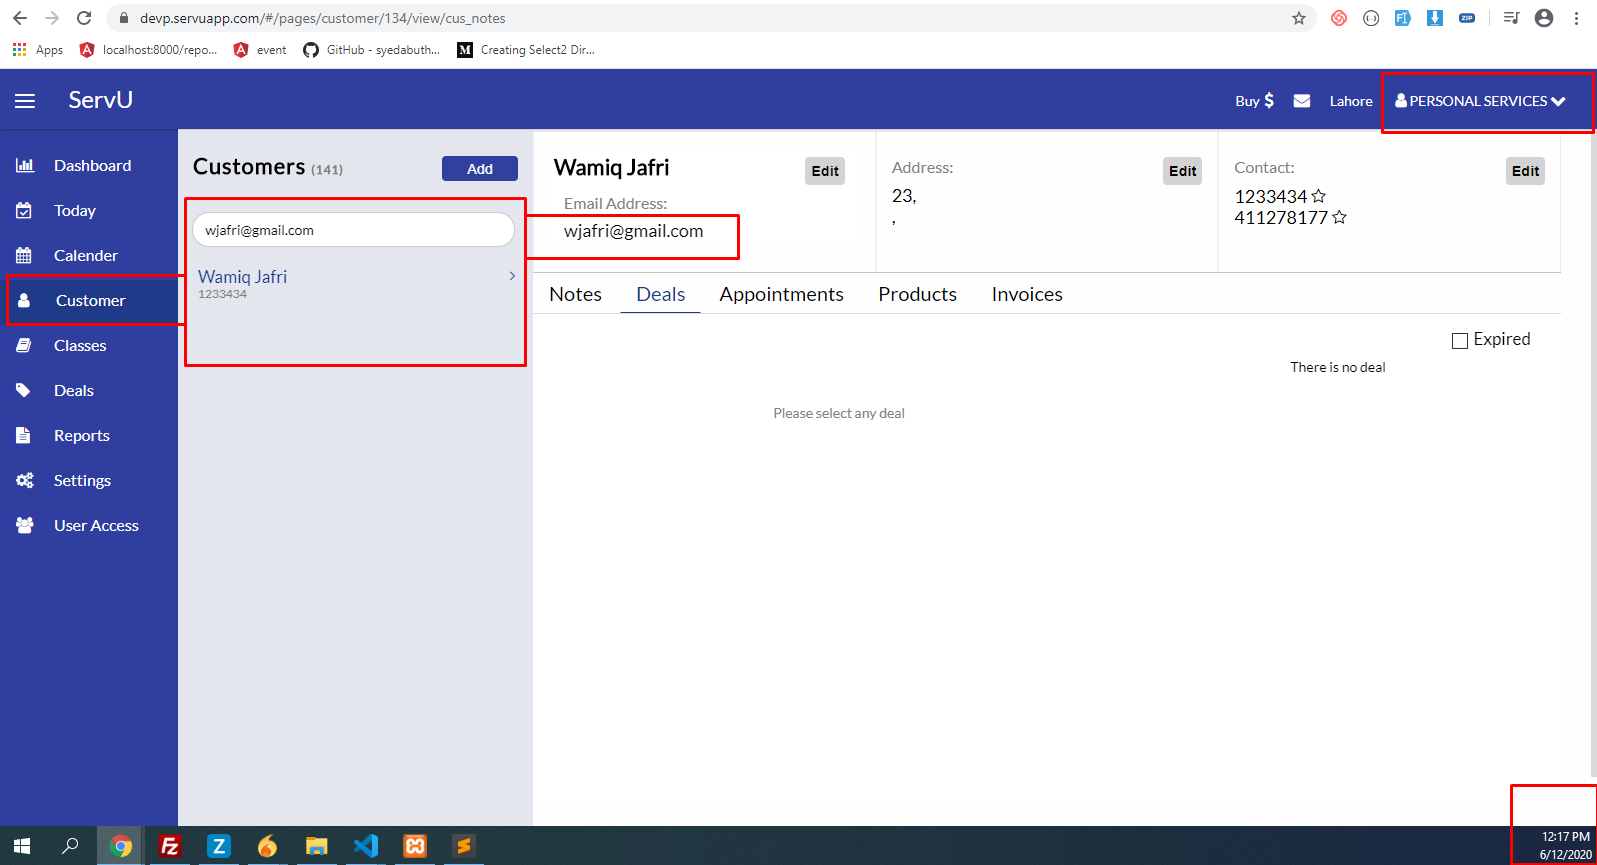 devp.servuapp.com/#/pages/customer/134/view/cus_notes
Apps
localhost:8000/repo...
event
GitHub - syedabuth...
Creating Select2 Dir...
ServU
Buy $
Lahore
PERSONAL SERVICES
Dashboard
Today
Calender
Customer
Classes
Deals
Reports
Settings
User Access
Customers (141)
Add
wjafri@gmail.com
Wamiq Jafri
1233434
Wamiq Jafri
Edit
Email Address:
wjafri@gmail.com
Address:
Edit
23,
,
Contact:
Edit
1233434
411278177
Notes
Deals
Appointments
Products
Invoices
Expired
There is no deal
Please select any deal
12:17 PM
6/12/2020